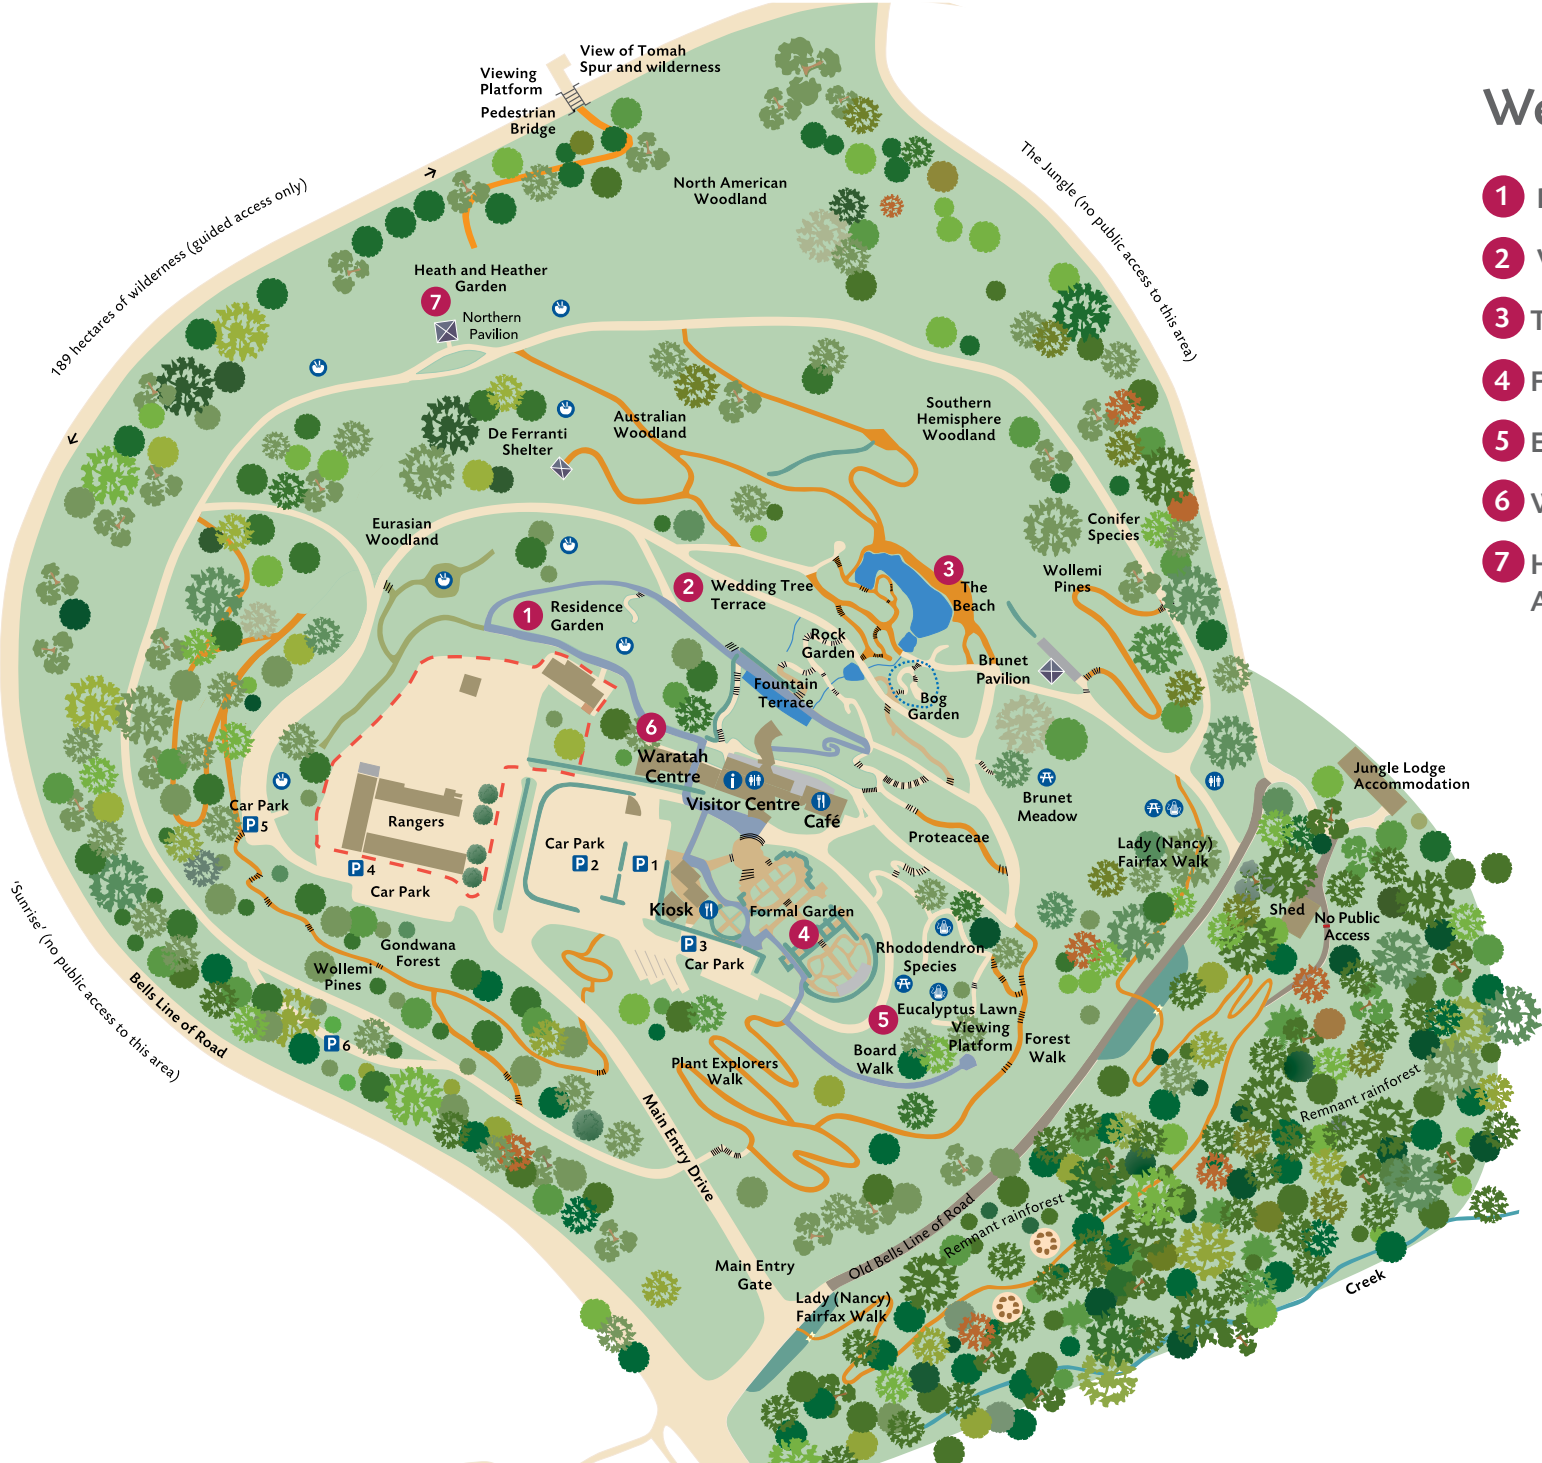 View of Tomah
Spur and wilderness
Viewing
Platform
Pedestrian
Bridge
We
North American
Woodland
The Jungle (no public access to this area)
189 hectares of wilderness (guided access only)
1
2
3 T
4 F
5 E
6
7 H
A
Heath and Heather
Garden
7
Northern
Pavilion
Australian
Woodland
Southern
Hemisphere
Woodland
De Ferranti
Shelter
Eurasian
Woodland
Conifer
Species
Wollemi
Pines
3
The
Beach
2
Wedding Tree
Terrace
1
Residence
Garden
Rock
Garden
Brunet
Pavilion
Fountain
Terrace
Bog
Garden
6
Waratah
Centre
i
Visitor Centre
Café
Jungle Lodge
Accommodation
Brunet
Meadow
Car Park
P 5
Rangers
Proteaceae
Lady (Nancy)
Fairfax Walk
Car Park
P 2
P 1
P 4
Car Park
Kiosk
Formal Garden
4
Shed
No Public
Access
P 3
Car Park
Rhododendron
Species
Gondwana
Forest
Wollemi
Pines
'Sunrise' (no public access to this area)
Bells Line of Road
P 6
5
Eucalyptus Lawn
Viewing
Platform
Board
Walk
Forest
Walk
Plant Explorers
Walk
Main Entry Drive
Remnant rainforest
Remnant rainforest
Old Bells Line of Road
Main Entry
Gate
Lady (Nancy)
Fairfax Walk
Creek